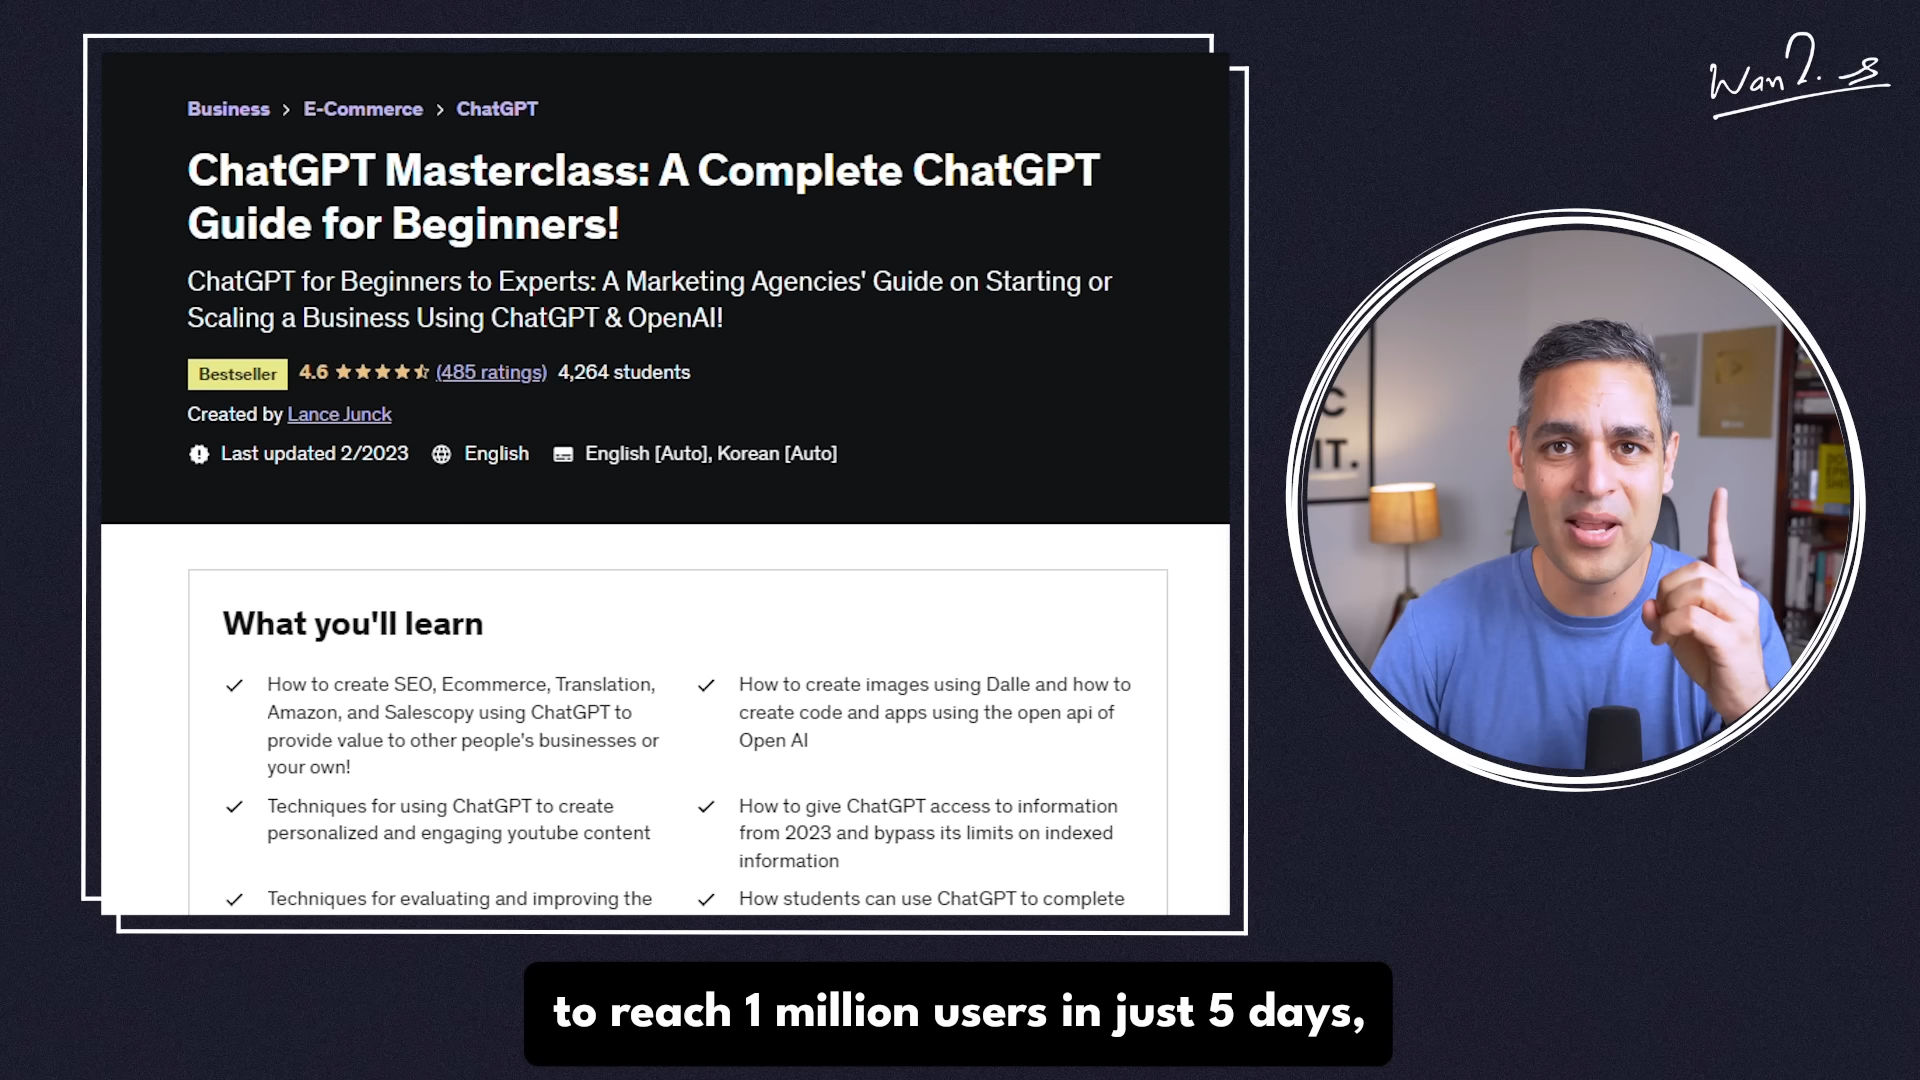 Business > E-Commerce > ChatGPT
ChatGPT Masterclass: A Complete ChatGPT
Guide for Beginners!
ChatGPT for Beginners to Experts: A Marketing Agencies' Guide on Starting or
Scaling a Business Using ChatGPT & OpenAI!
Bestseller 4.6 (485 ratings) 4,264 students
Created by Lance Junck
Last updated 2/2023 English English [Auto], Korean [Auto]
What you'll learn
How to create SEO, Ecommerce, Translation,
Amazon, and Salescopy using ChatGPT to
provide value to other people's businesses or
your own!
How to create images using Dalle and how to
create code and apps using the open api of
Open AI
Techniques for using ChatGPT to create
personalized and engaging youtube content
How to give ChatGPT access to information
from 2023 and bypass its limits on indexed
information
Techniques for evaluating and improving the
How students can use ChatGPT to complete
C
IT.
to reach 1 million users in just 5 days,